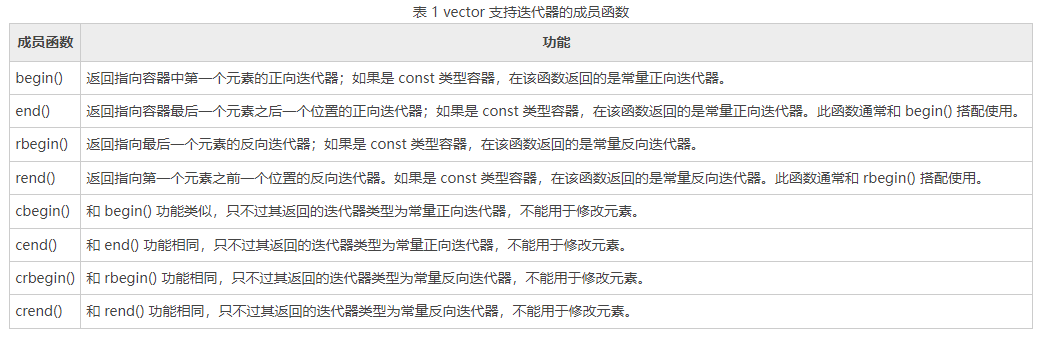 表 1 vector 支持迭代器的成员函数
成员函数 功能
begin() 返回指向容器中第一个元素的正向迭代器；如果是 const 类型容器，在该函数返回的是常量正向迭代器。
end() 返回指向容器最后一个元素之后一个位置的正向迭代器；如果是 const 类型容器，在该函数返回的是常量正向迭代器。此函数通常和 begin() 搭配使用。
rbegin() 返回指向最后一个元素的反向迭代器；如果是 const 类型容器，在该函数返回的是常量反向迭代器。
rend() 返回指向第一个元素之前一个位置的反向迭代器。如果是 const 类型容器，在该函数返回的是常量反向迭代器。此函数通常和 rbegin() 搭配使用。
cbegin() 和 begin() 功能类似，只不过其返回的迭代器类型为常量正向迭代器，不能用于修改元素。
cend() 和 end() 功能相同，只不过其返回的迭代器类型为常量正向迭代器，不能用于修改元素。
crbegin() 和 rbegin() 功能相同，只不过其返回的迭代器类型为常量反向迭代器，不能用于修改元素。
crend() 和 rend() 功能相同，只不过其返回的迭代器类型为常量反向迭代器，不能用于修改元素。